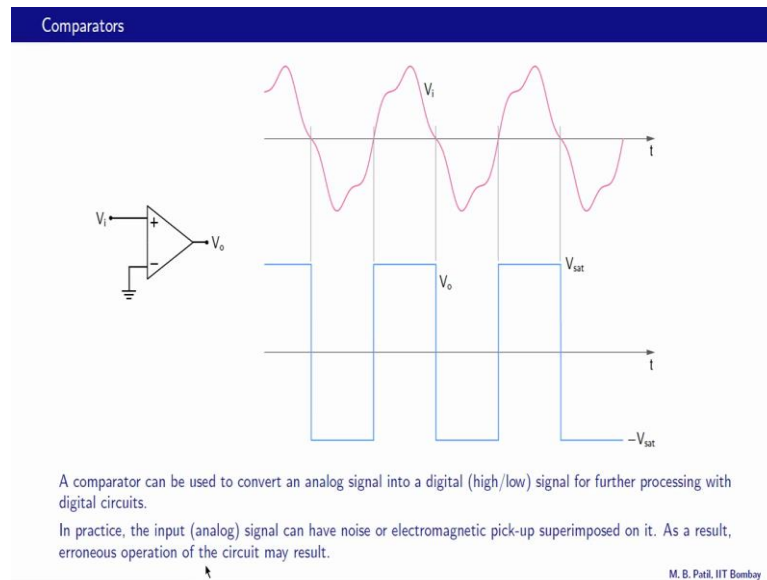 Comparators
Vi
t
Vi
+
−
Vo
Vsat
Vo
t
−Vsat
A comparator can be used to convert an analog signal into a digital (high/low) signal for further processing with
digital circuits.
In practice, the input (analog) signal can have noise or electromagnetic pick-up superimposed on it. As a result,
erroneous operation of the circuit may result.
M. B. Patil, IIT Bombay